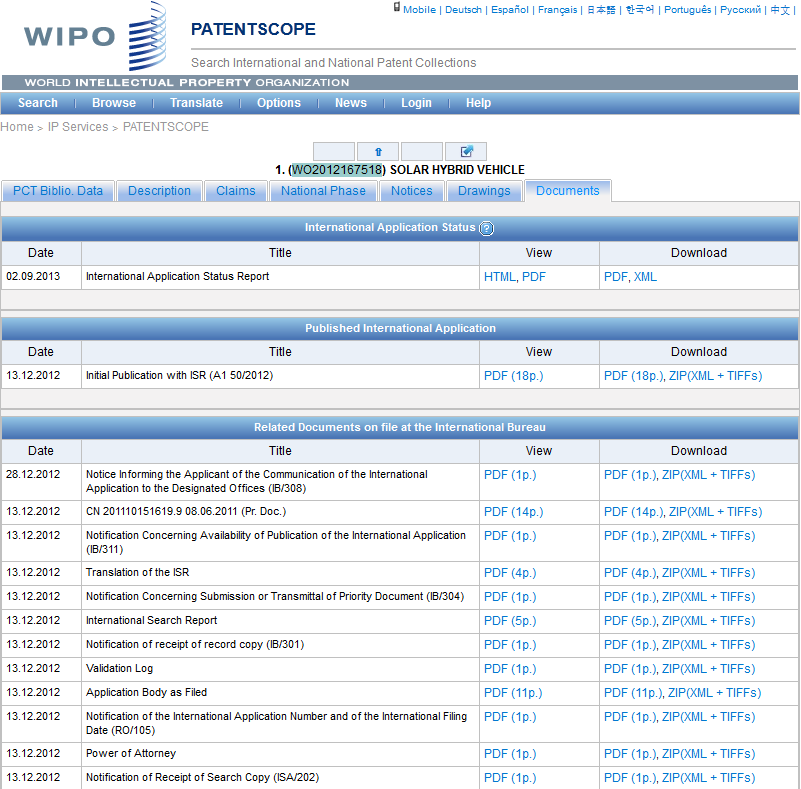 Mobile | Deutsch | Español | Français | 日本語 | 한국어 | Português | Русский | 中文 |
WIPO
PATENTSCOPE
Search International and National Patent Collections
WORLD INTELLECTUAL PROPERTY ORGANIZATION
Search | Browse | Translate | Options | News | Login | Help
Home > IP Services > PATENTSCOPE
1. (WO2012167518) SOLAR HYBRID VEHICLE
PCT Biblio. Data Description Claims National Phase Notices Drawings Documents
International Application Status ?
Date Title View Download
02.09.2013 International Application Status Report HTML, PDF PDF, XML
Published International Application
Date Title View Download
13.12.2012 Initial Publication with ISR (A1 50/2012) PDF (18p.) PDF (18p.), ZIP(XML + TIFFs)
Related Documents on file at the International Bureau
Date Title View Download
28.12.2012 Notice Informing the Applicant of the Communication of the International PDF (1p.) PDF (1p.), ZIP(XML + TIFFs)
Application to the Designated Offices (IB/308)
13.12.2012 CN 201110151619.9 08.06.2011 (Pr. Doc.) PDF (14p.) PDF (14p.), ZIP(XML + TIFFs)
13.12.2012 Notification Concerning Availability of Publication of the International Application PDF (1p.) PDF (1p.), ZIP(XML + TIFFs)
(IB/311)
13.12.2012 Translation of the ISR PDF (4p.) PDF (4p.), ZIP(XML + TIFFs)
13.12.2012 Notification Concerning Submission or Transmittal of Priority Document (IB/304) PDF (1p.) PDF (1p.), ZIP(XML + TIFFs)
13.12.2012 International Search Report PDF (5p.) PDF (5p.), ZIP(XML + TIFFs)
13.12.2012 Notification of receipt of record copy (IB/301) PDF (1p.) PDF (1p.), ZIP(XML + TIFFs)
13.12.2012 Validation Log PDF (1p.) PDF (1p.), ZIP(XML + TIFFs)
13.12.2012 Application Body as Filed PDF (11p.) PDF (11p.), ZIP(XML + TIFFs)
13.12.2012 Notification of the International Application Number and of the International Filing PDF (1p.) PDF (1p.), ZIP(XML + TIFFs)
Date (RO/105)
13.12.2012 Power of Attorney PDF (1p.) PDF (1p.), ZIP(XML + TIFFs)
13.12.2012 Notification of Receipt of Search Copy (ISA/202) PDF (1p.) PDF (1p.), ZIP(XML + TIFFs)